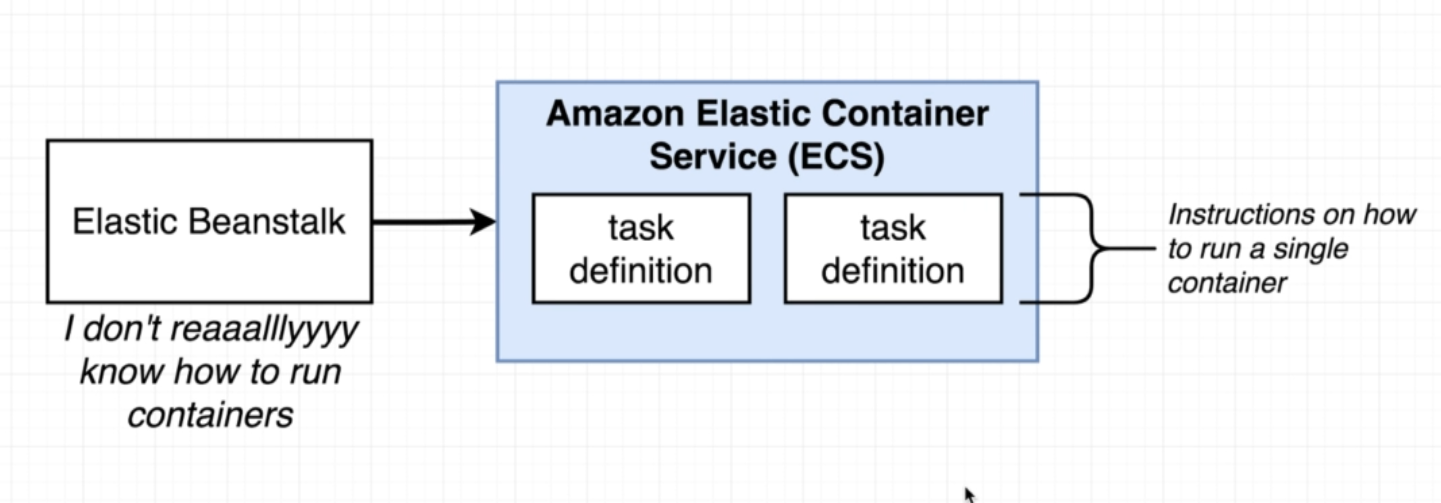 Amazon Elastic Container
Service (ECS)
Elastic Beanstalk
task
definition
task
definition
Instructions on how
to run a single
container
I don't reaaalllyyyy
know how to run
containers